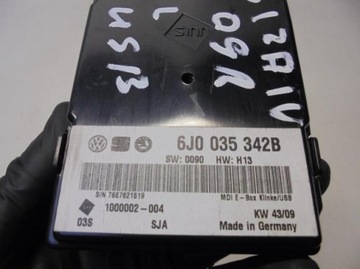 6J0 035 342B
SW: 0090 HW: H13
S/N 7667821619
MDI E-Box Klinke/USB
1000002-004
KW 43/09
03S
SJA
Made in Germany